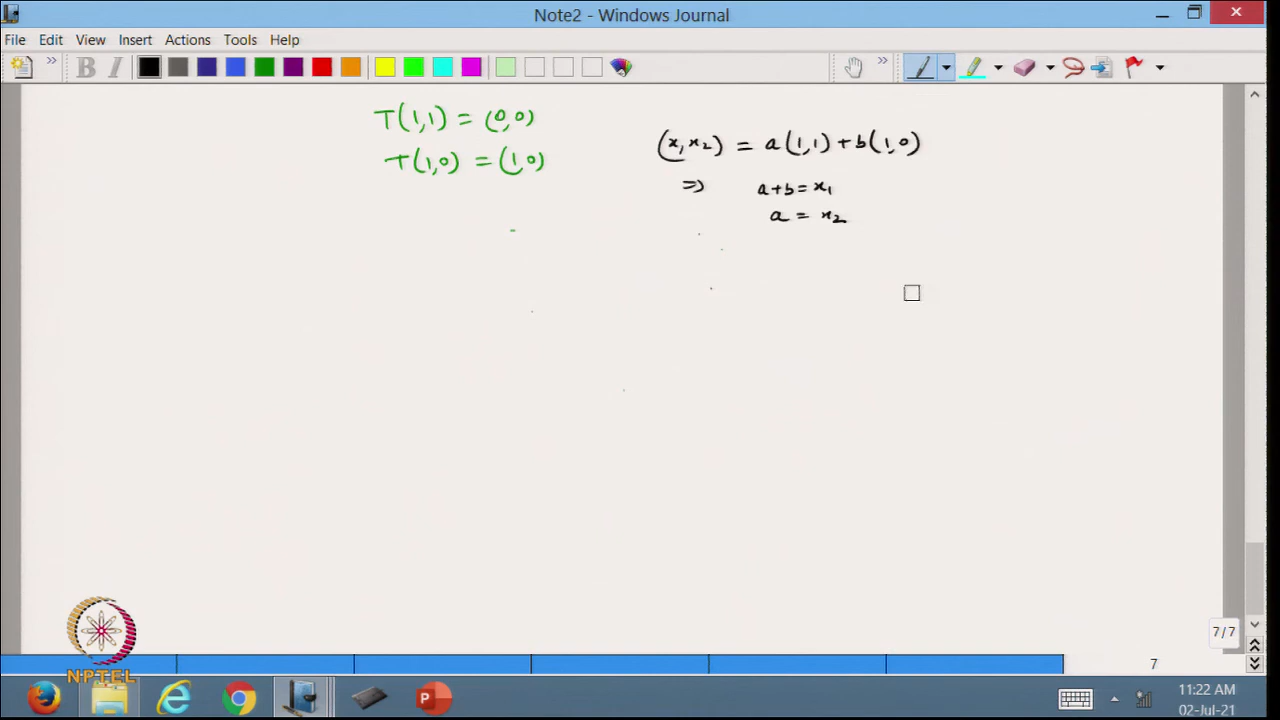 Note2 - Windows Journal
File Edit View Insert Actions Tools Help
T(1,1) = (0,0)
T(1,0) = (1,0)
(x₁,x₂) = a(1,1) + b(1,0)
⇒ a+b = x₁
a = x₂
7/7
7
NPTEL
11:22 AM
02-Jul-21